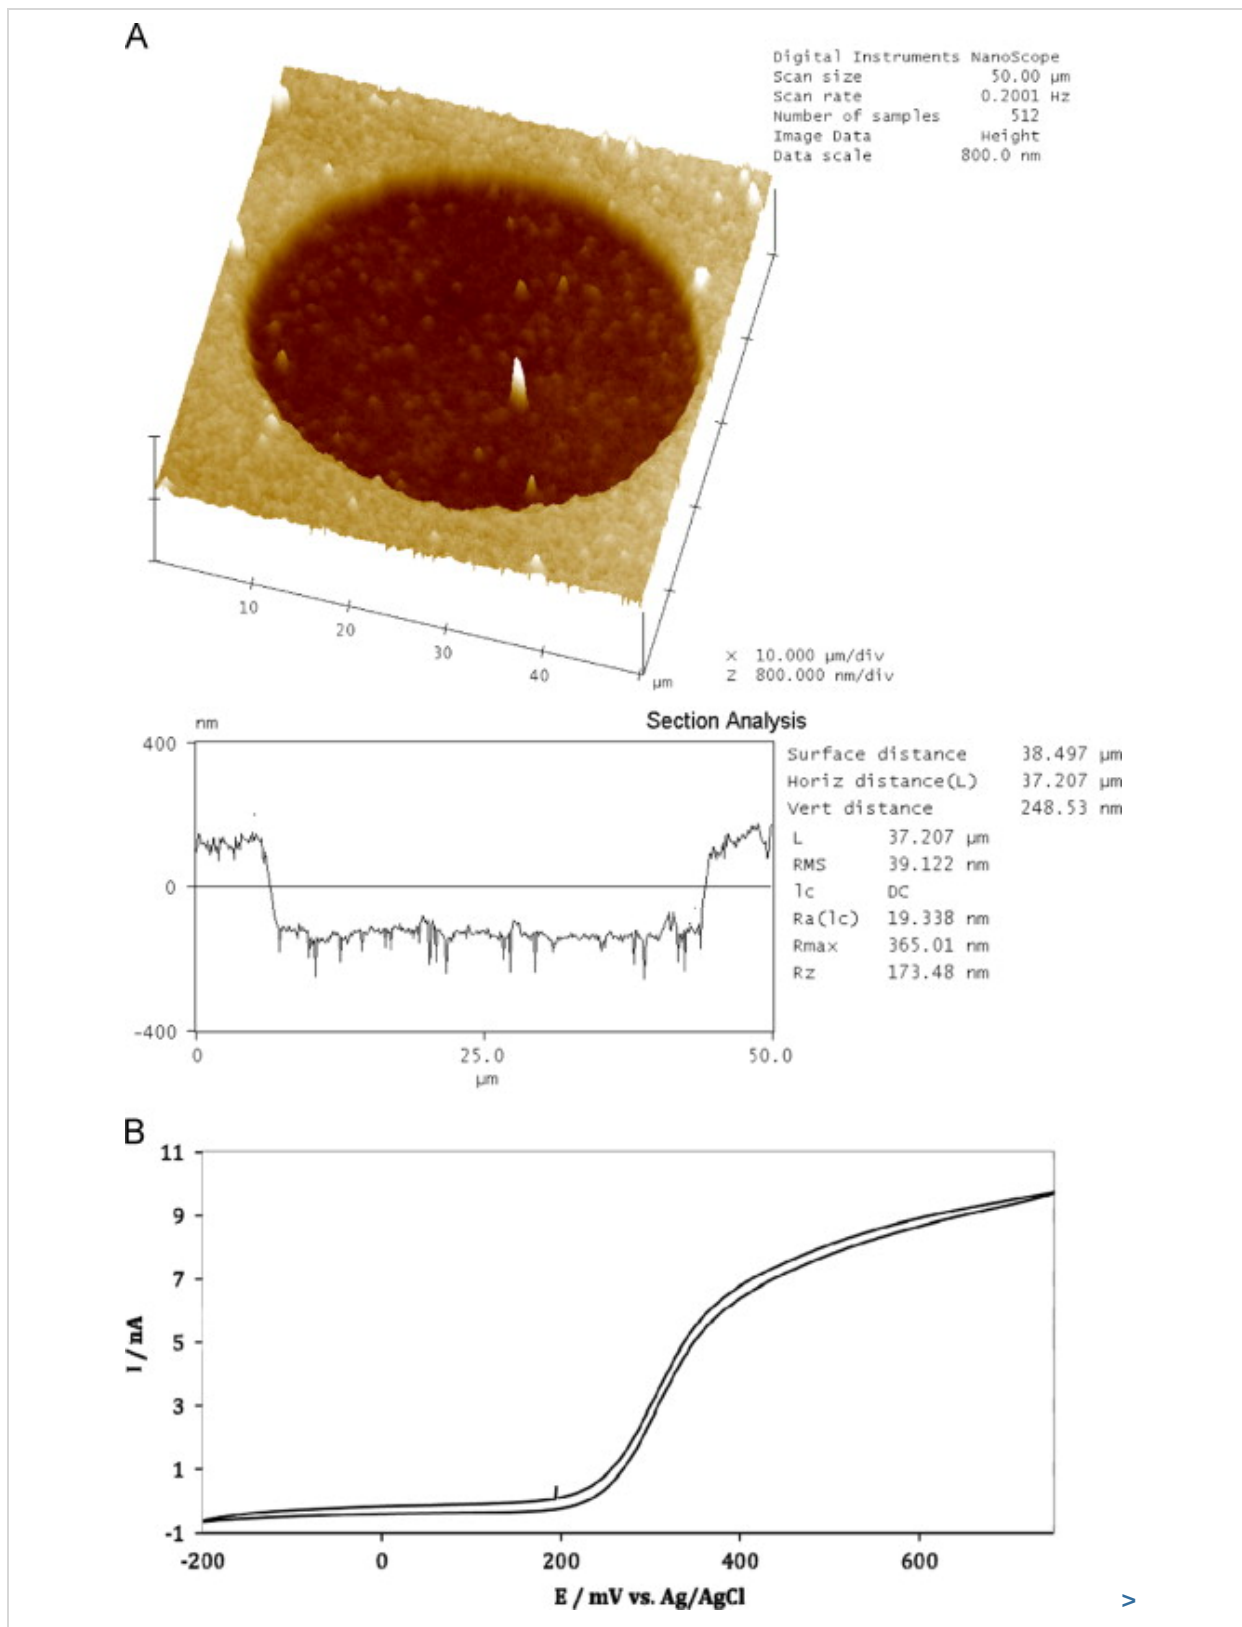 A
Digital Instruments NanoScope
Scan size 50.00 µm
Scan rate 0.2001 Hz
Number of samples 512
Image Data Height
Data scale 800.0 nm
10
20
30
40
µm
X 10.000 µm/div
Z 800.000 nm/div
Section Analysis
nm
400
0
-400
0
25.0
50.0
µm
Surface distance 38.497 µm
Horiz distance(L) 37.207 µm
Vert distance 248.53 nm
L 37.207 µm
RMS 39.122 nm
lc DC
Ra(lc) 19.338 nm
Rmax 365.01 nm
Rz 173.48 nm
B
11
9
7
5
3
1
-1
I / nA
-200
0
200
400
600
E / mV vs. Ag/AgCl
>